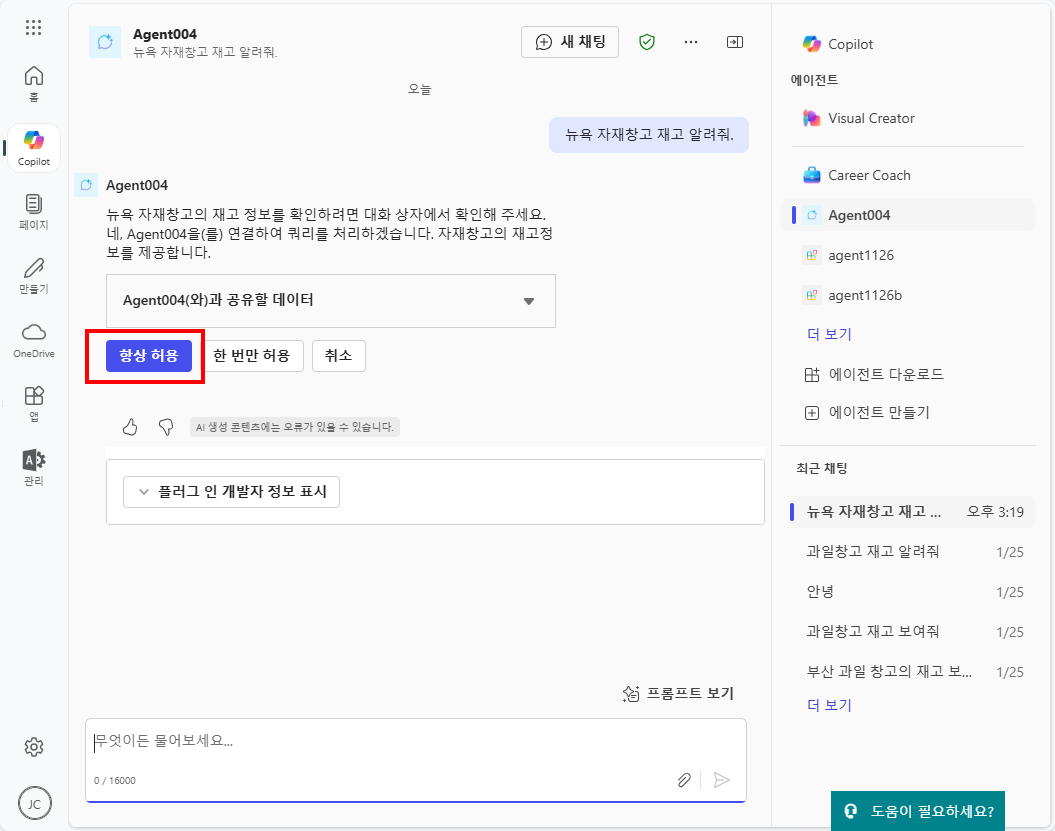 홈
Copilot
페이지
만들기
OneDrive
앱
관리
JC
Agent004
뉴욕 자재창고 재고 알려줘.
새 채팅
오늘
뉴욕 자재창고 재고 알려줘.
Agent004
뉴욕 자재창고의 재고 정보를 확인하려면 대화 상자에서 확인해 주세요.
네, Agent004을(를) 연결하여 쿼리를 처리하겠습니다. 자재창고의 재고정
보를 제공합니다.
Agent004(와)과 공유할 데이터
항상 허용 한 번만 허용 취소
AI 생성 콘텐츠에는 오류가 있을 수 있습니다.
플러그 인 개발자 정보 표시
프롬프트 보기
무엇이든 물어보세요...
0 / 16000
Copilot
에이전트
Visual Creator
Career Coach
Agent004
agent1126
agent1126b
더 보기
에이전트 다운로드
에이전트 만들기
최근 채팅
뉴욕 자재창고 재고 ... 오후 3:19
과일창고 재고 알려줘 1/25
안녕 1/25
과일창고 재고 보여줘 1/25
부산 과일 창고의 재고 보... 1/25
더 보기
도움이 필요하세요?